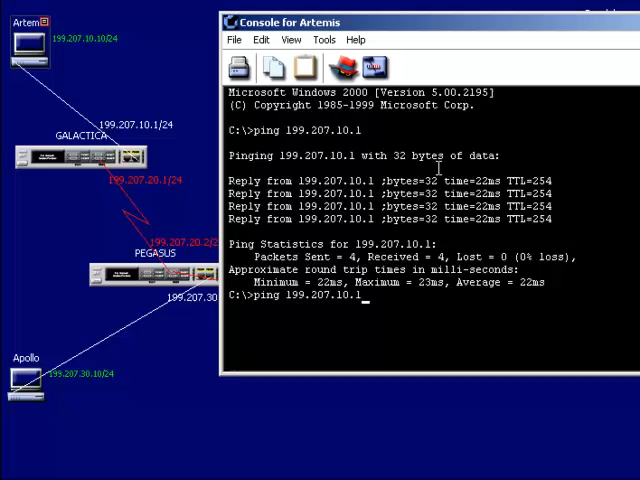 Artem
199.207.10.10/24
199.207.10.1/24
GALACTICA
199.207.20.1/24
199.207.20.2/2
PEGASUS
199.207.30
Apollo
199.207.30.10/24
Console for Artemis
File Edit View Tools Help
Microsoft Windows 2000 [Version 5.00.2195]
(C) Copyright 1985-1999 Microsoft Corp.
C:\>ping 199.207.10.1
Pinging 199.207.10.1 with 32 bytes of data:
Reply from 199.207.10.1 ;bytes=32 time=22ms TTL=254
Reply from 199.207.10.1 ;bytes=32 time=22ms TTL=254
Reply from 199.207.10.1 ;bytes=32 time=22ms TTL=254
Reply from 199.207.10.1 ;bytes=32 time=22ms TTL=254
Ping Statistics for 199.207.10.1:
Packets Sent = 4, Received = 4, Lost = 0 (0% loss),
Approximate round trip times in milli-seconds:
Minimum = 22ms, Maximum = 23ms, Average = 22ms
C:\>ping 199.207.10.1